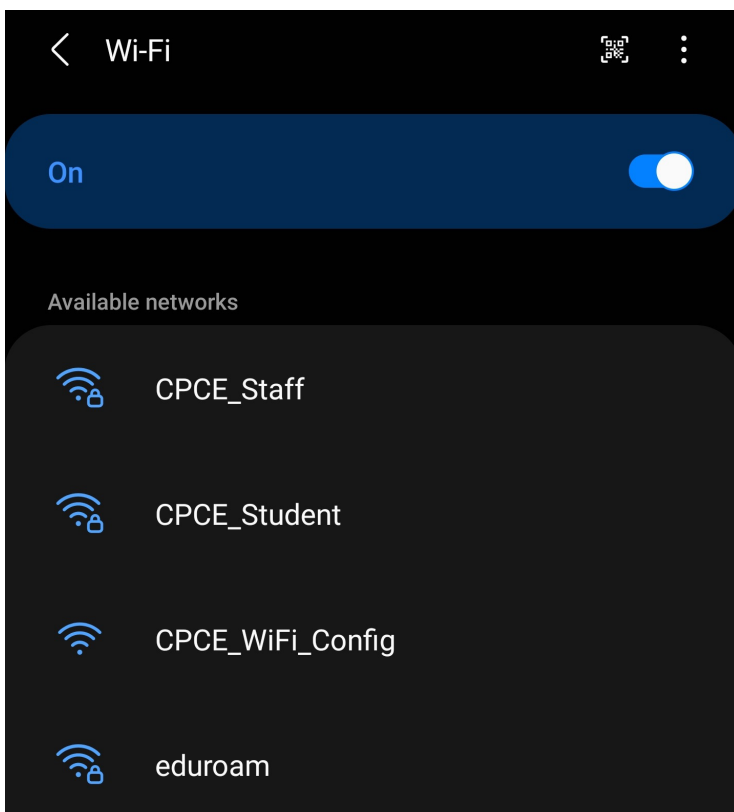 Wi-Fi
On
Available networks
CPCE_Staff
CPCE_Student
CPCE_WiFi_Config
eduroam